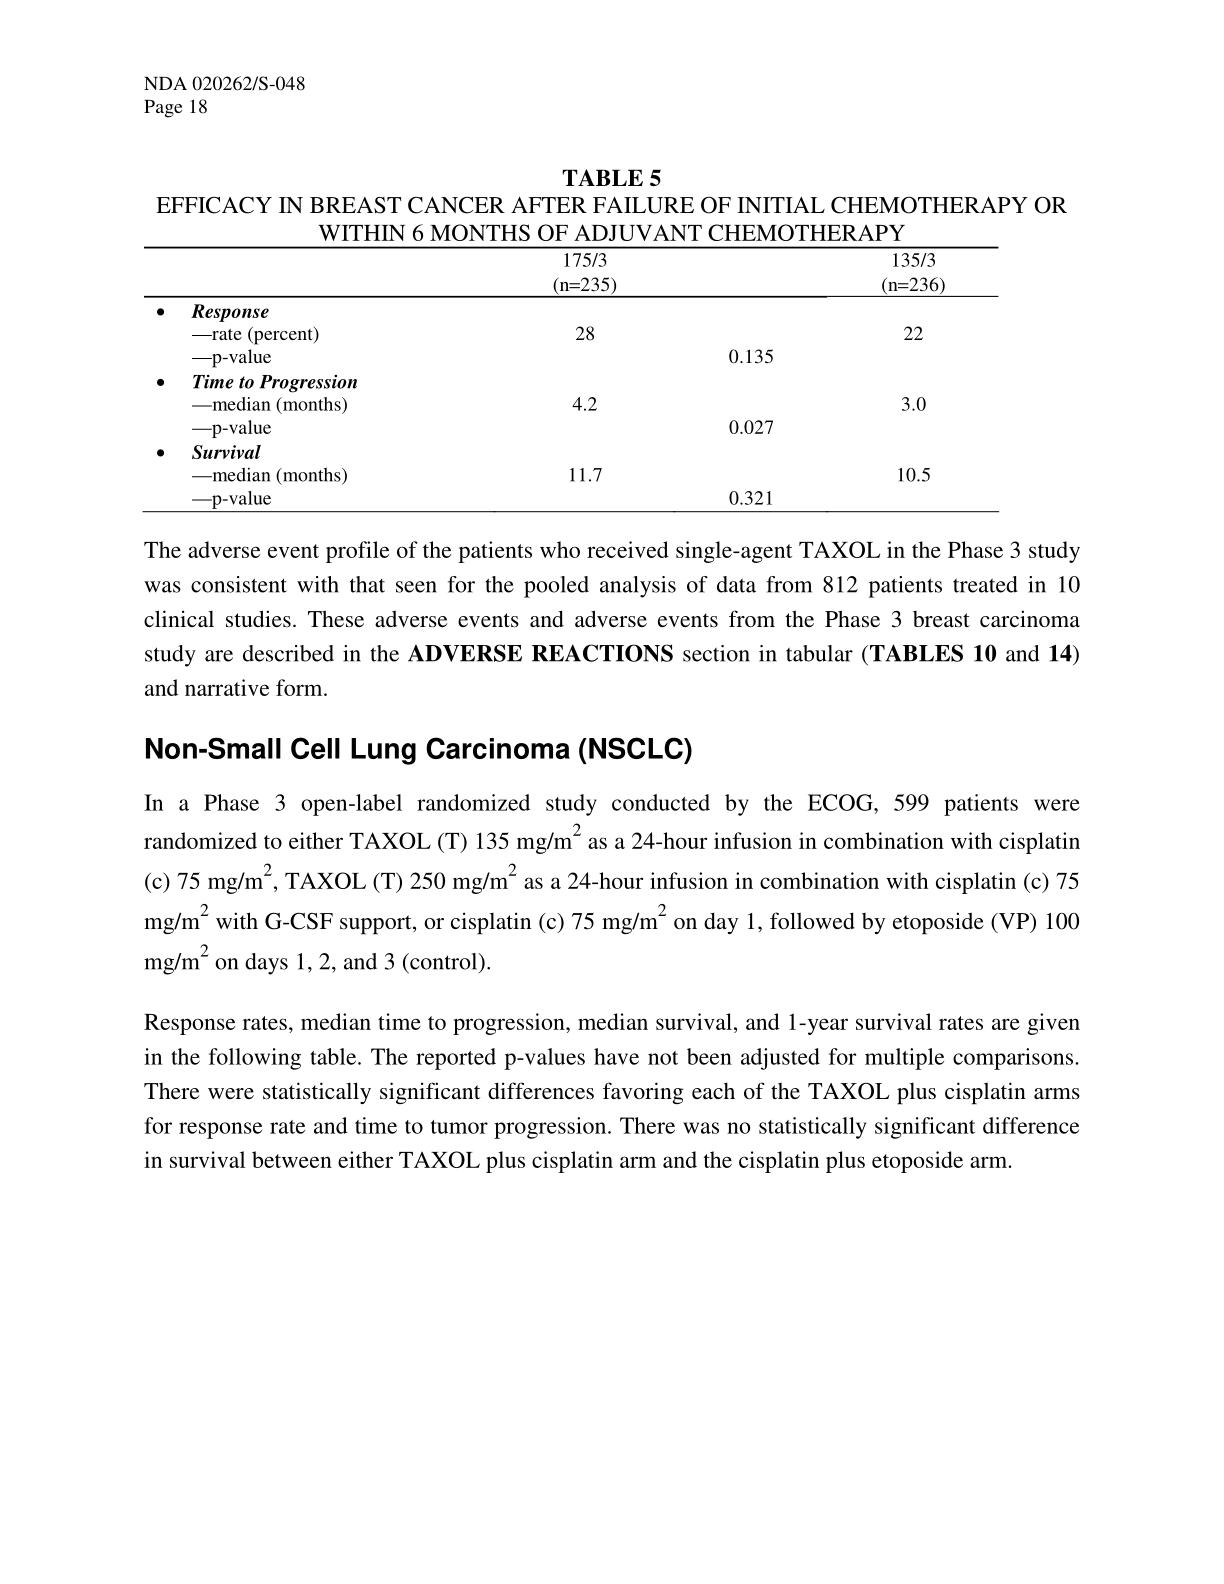 NDA 020262/S-048
Page 18
TABLE 5
EFFICACY IN BREAST CANCER AFTER FAILURE OF INITIAL CHEMOTHERAPY OR
WITHIN 6 MONTHS OF ADJUVANT CHEMOTHERAPY
175/3 135/3
(n=235) (n=236)
• Response
—rate (percent) 28 22
—p-value 0.135
• Time to Progression
—median (months) 4.2 3.0
—p-value 0.027
• Survival
—median (months) 11.7 10.5
—p-value 0.321
The adverse event profile of the patients who received single-agent TAXOL in the Phase 3 study
was consistent with that seen for the pooled analysis of data from 812 patients treated in 10
clinical studies. These adverse events and adverse events from the Phase 3 breast carcinoma
study are described in the ADVERSE REACTIONS section in tabular (TABLES 10 and 14)
and narrative form.
Non-Small Cell Lung Carcinoma (NSCLC)
In a Phase 3 open-label randomized study conducted by the ECOG, 599 patients were
randomized to either TAXOL (T) 135 mg/m² as a 24-hour infusion in combination with cisplatin
(c) 75 mg/m², TAXOL (T) 250 mg/m² as a 24-hour infusion in combination with cisplatin (c) 75
mg/m² with G-CSF support, or cisplatin (c) 75 mg/m² on day 1, followed by etoposide (VP) 100
mg/m² on days 1, 2, and 3 (control).
Response rates, median time to progression, median survival, and 1-year survival rates are given
in the following table. The reported p-values have not been adjusted for multiple comparisons.
There were statistically significant differences favoring each of the TAXOL plus cisplatin arms
for response rate and time to tumor progression. There was no statistically significant difference
in survival between either TAXOL plus cisplatin arm and the cisplatin plus etoposide arm.